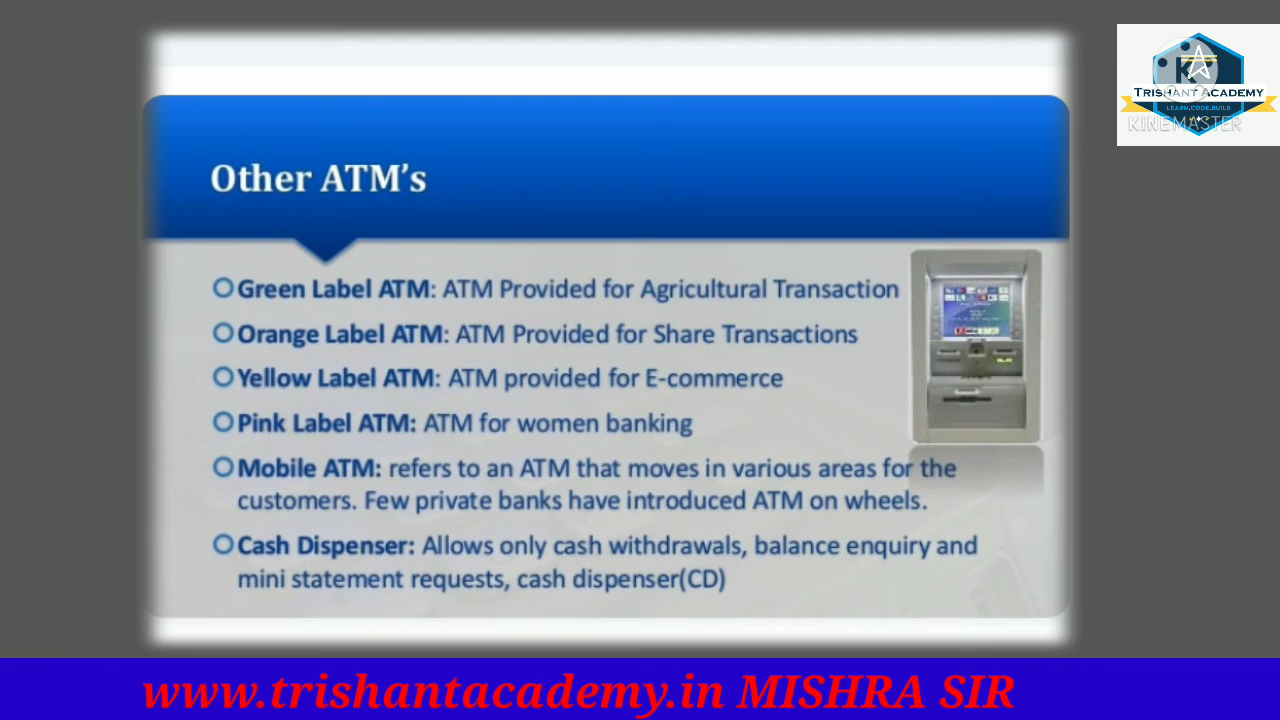 TRISHANT ACADEMY
LEARN.CODE.BUILD
KINEMASTER
Other ATM’s
Green Label ATM: ATM Provided for Agricultural Transaction
Orange Label ATM: ATM Provided for Share Transactions
Yellow Label ATM: ATM provided for E-commerce
Pink Label ATM: ATM for women banking
Mobile ATM: refers to an ATM that moves in various areas for the
customers. Few private banks have introduced ATM on wheels.
Cash Dispenser: Allows only cash withdrawals, balance enquiry and
mini statement requests, cash dispenser(CD)
www.trishantacademy.in MISHRA SIR